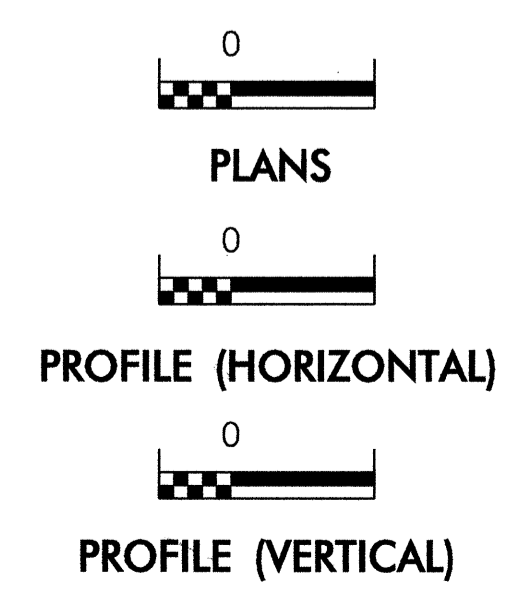 0
PLANS
0
PROFILE (HORIZONTAL)
0
PROFILE (VERTICAL)